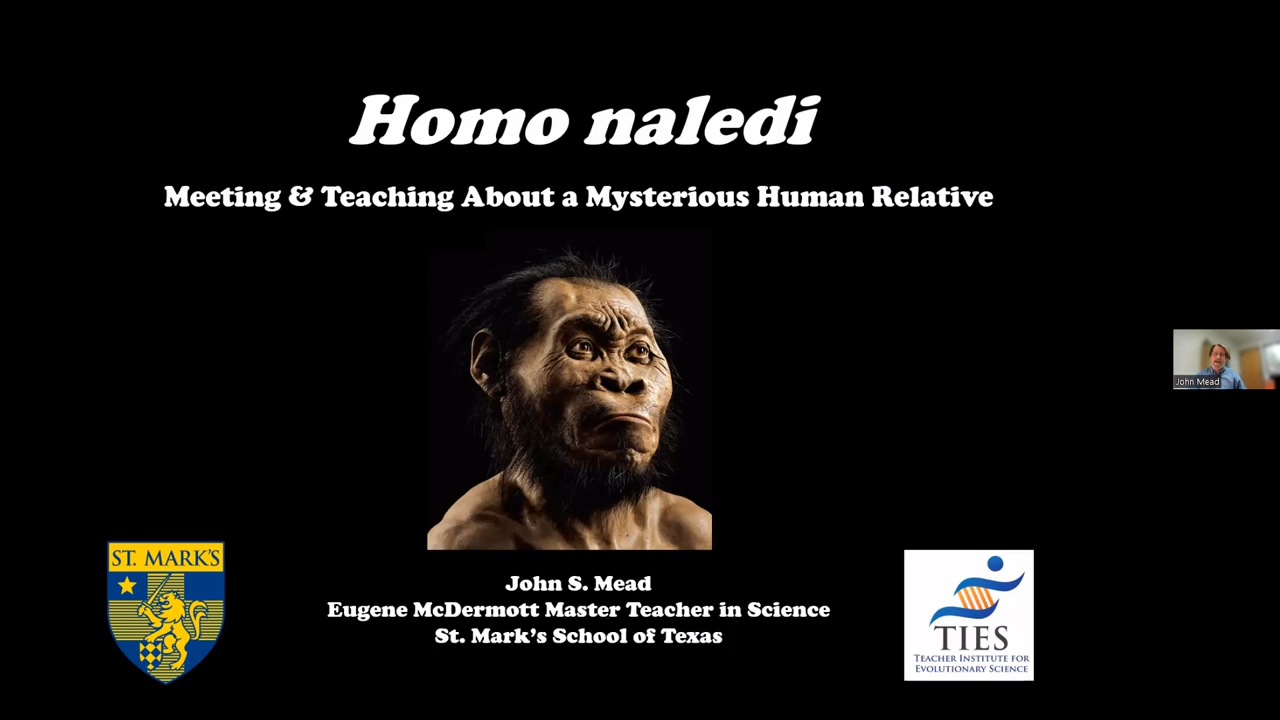 Homo naledi
Meeting & Teaching About a Mysterious Human Relative
John Mead
ST. MARK'S
John S. Mead
Eugene McDermott Master Teacher in Science
St. Mark's School of Texas
TIES
TEACHER INSTITUTE FOR
EVOLUTIONARY SCIENCE